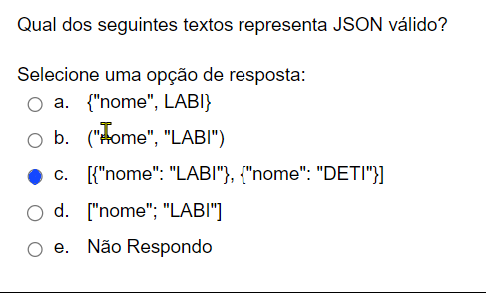 Qual dos seguintes textos representa JSON válido?
Selecione uma opção de resposta:
a. {"nome", LABI}
b. ("nome", "LABI")
c. [{"nome": "LABI"}, {"nome": "DETI"}]
d. ["nome"; "LABI"]
e. Não Respondo